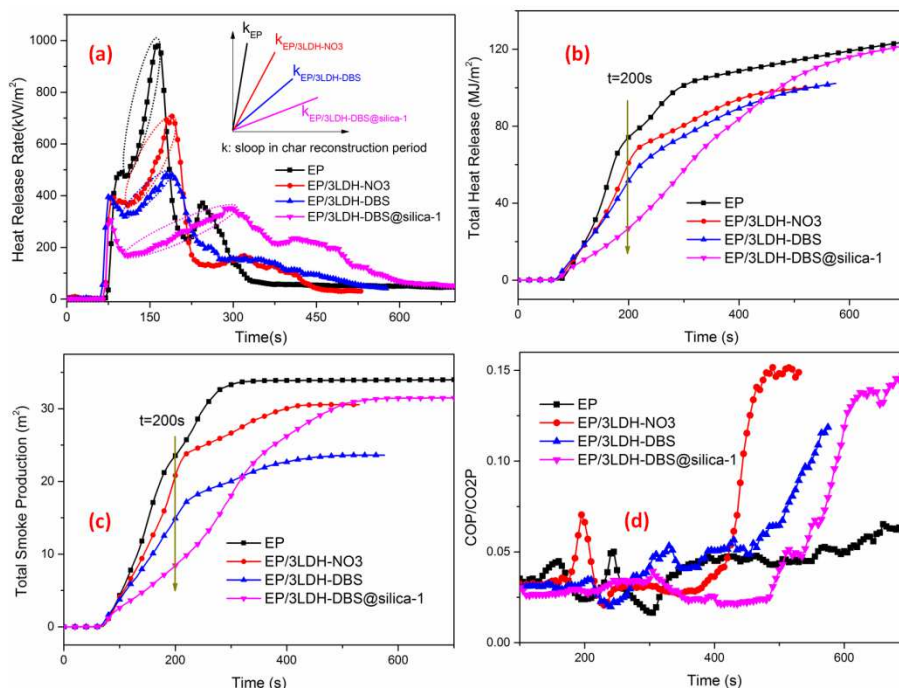 (a)
k EP
k EP/3LDH-NO3
k EP/3LDH-DBS
k EP/3LDH-DBS@silica-1
k: sloop in char reconstruction period
EP
EP/3LDH-NO3
EP/3LDH-DBS
EP/3LDH-DBS@silica-1
Heat Release Rate(kW/m²)
1000
800
600
400
200
0
0 150 300 450 600
Time(s)
(b)
t=200s
EP
EP/3LDH-NO3
EP/3LDH-DBS
EP/3LDH-DBS@silica-1
Total Heat Release (MJ/m²)
120
80
40
0
0 200 400 600
Time (s)
(c)
t=200s
EP
EP/3LDH-NO3
EP/3LDH-DBS
EP/3LDH-DBS@silica-1
Total Smoke Production (m²)
30
20
10
0
0 200 400 600
Time (s)
(d)
EP
EP/3LDH-NO3
EP/3LDH-DBS
EP/3LDH-DBS@silica-1
COP/CO2P
0.15
0.10
0.05
0.00
200 400 600
Time (s)